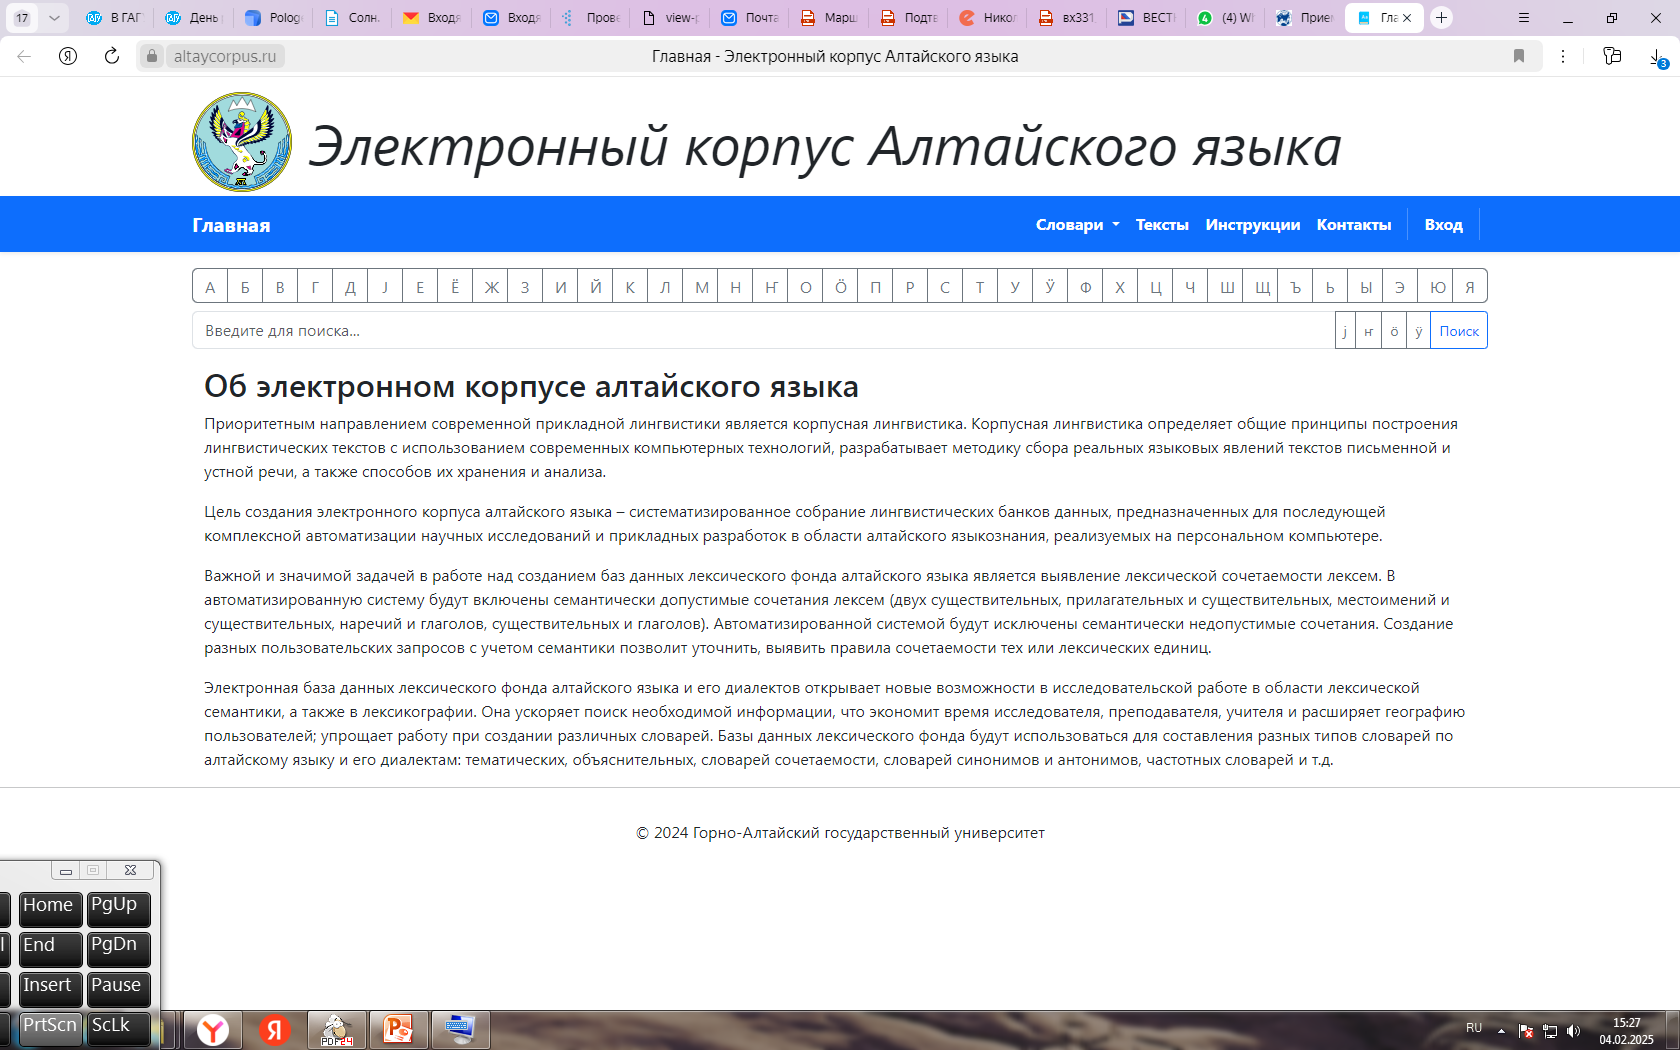 17
В ГАГ
День
Polog
Солн.
Входя
Входя
Прове
view-p
Почта
Марш
Подтв
Никол
вх331
ВЕСТІ
(4) Wh
Прием
Гла
altaycorpus.ru
Главная - Электронный корпус Алтайского языка
3
Электронный корпус Алтайского языка
Главная
Словари
Тексты
Инструкции
Контакты
Вход
А Б В Г Д Ј Е Ё Ж З И Й К Л М Н Ҥ О Ӧ П Р С Т У Ӱ Ф Х Ц Ч Ш Щ Ъ Ь Ы Э Ю Я
Введите для поиска...
ј ҥ ӧ ӱ Поиск
Об электронном корпусе алтайского языка
Приоритетным направлением современной прикладной лингвистики является корпусная лингвистика. Корпусная лингвистика определяет общие принципы построения
лингвистических текстов с использованием современных компьютерных технологий, разрабатывает методику сбора реальных языковых явлений текстов письменной и
устной речи, а также способов их хранения и анализа.
Цель создания электронного корпуса алтайского языка – систематизированное собрание лингвистических банков данных, предназначенных для последующей
комплексной автоматизации научных исследований и прикладных разработок в области алтайского языкознания, реализуемых на персональном компьютере.
Важной и значимой задачей в работе над созданием баз данных лексического фонда алтайского языка является выявление лексической сочетаемости лексем. В
автоматизированную систему будут включены семантически допустимые сочетания лексем (двух существительных, прилагательных и существительных, местоимений и
существительных, наречий и глаголов, существительных и глаголов). Автоматизированной системой будут исключены семантически недопустимые сочетания. Создание
разных пользовательских запросов с учетом семантики позволит уточнить, выявить правила сочетаемости тех или лексических единиц.
Электронная база данных лексического фонда алтайского языка и его диалектов открывает новые возможности в исследовательской работе в области лексической
семантики, а также в лексикографии. Она ускоряет поиск необходимой информации, что экономит время исследователя, преподавателя, учителя и расширяет географию
пользователей; упрощает работу при создании различных словарей. Базы данных лексического фонда будут использоваться для составления разных типов словарей по
алтайскому языку и его диалектам: тематических, объяснительных, словарей сочетаемости, словарей синонимов и антонимов, частотных словарей и т.д.
© 2024 Горно-Алтайский государственный университет
Home PgUp
End PgDn
Insert Pause
PrtScn ScLk
PDF24
RU
15:27
04.02.2025